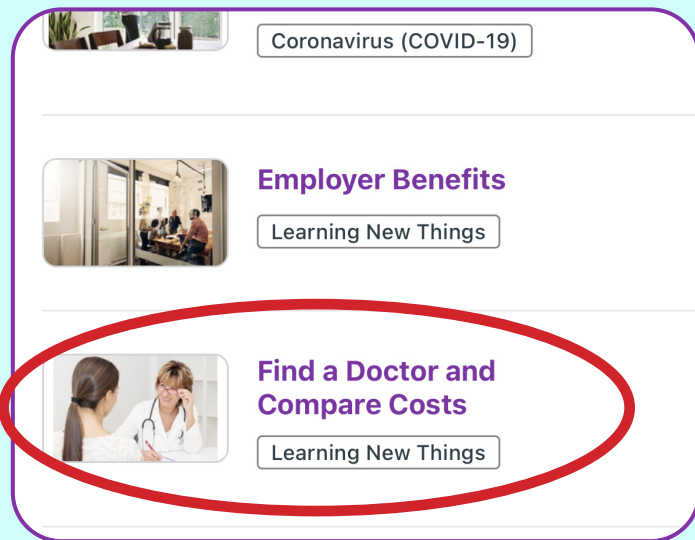 Coronavirus (COVID-19)
Employer Benefits
Learning New Things
Find a Doctor and
Compare Costs
Learning New Things